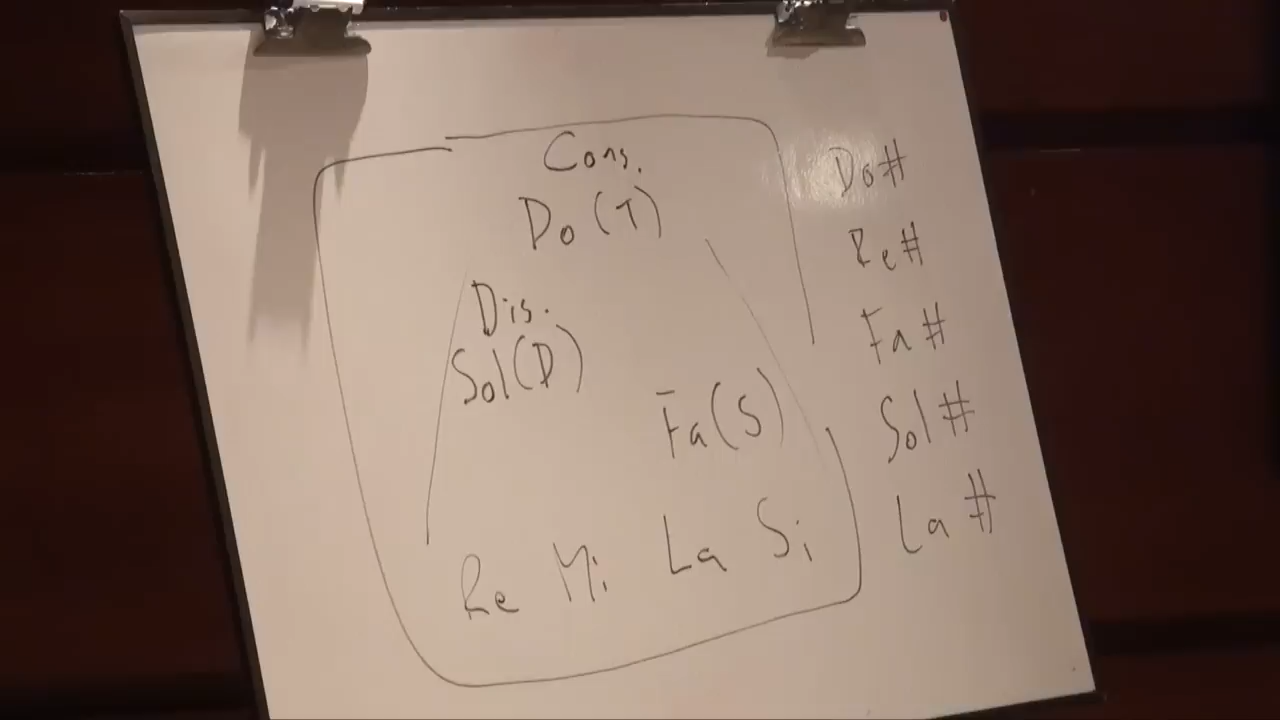 Cons.
Do (T)
Dis.
Sol (D)
Fa (S)
Re Mi La Si
Do#
Re#
Fa#
Sol#
La#